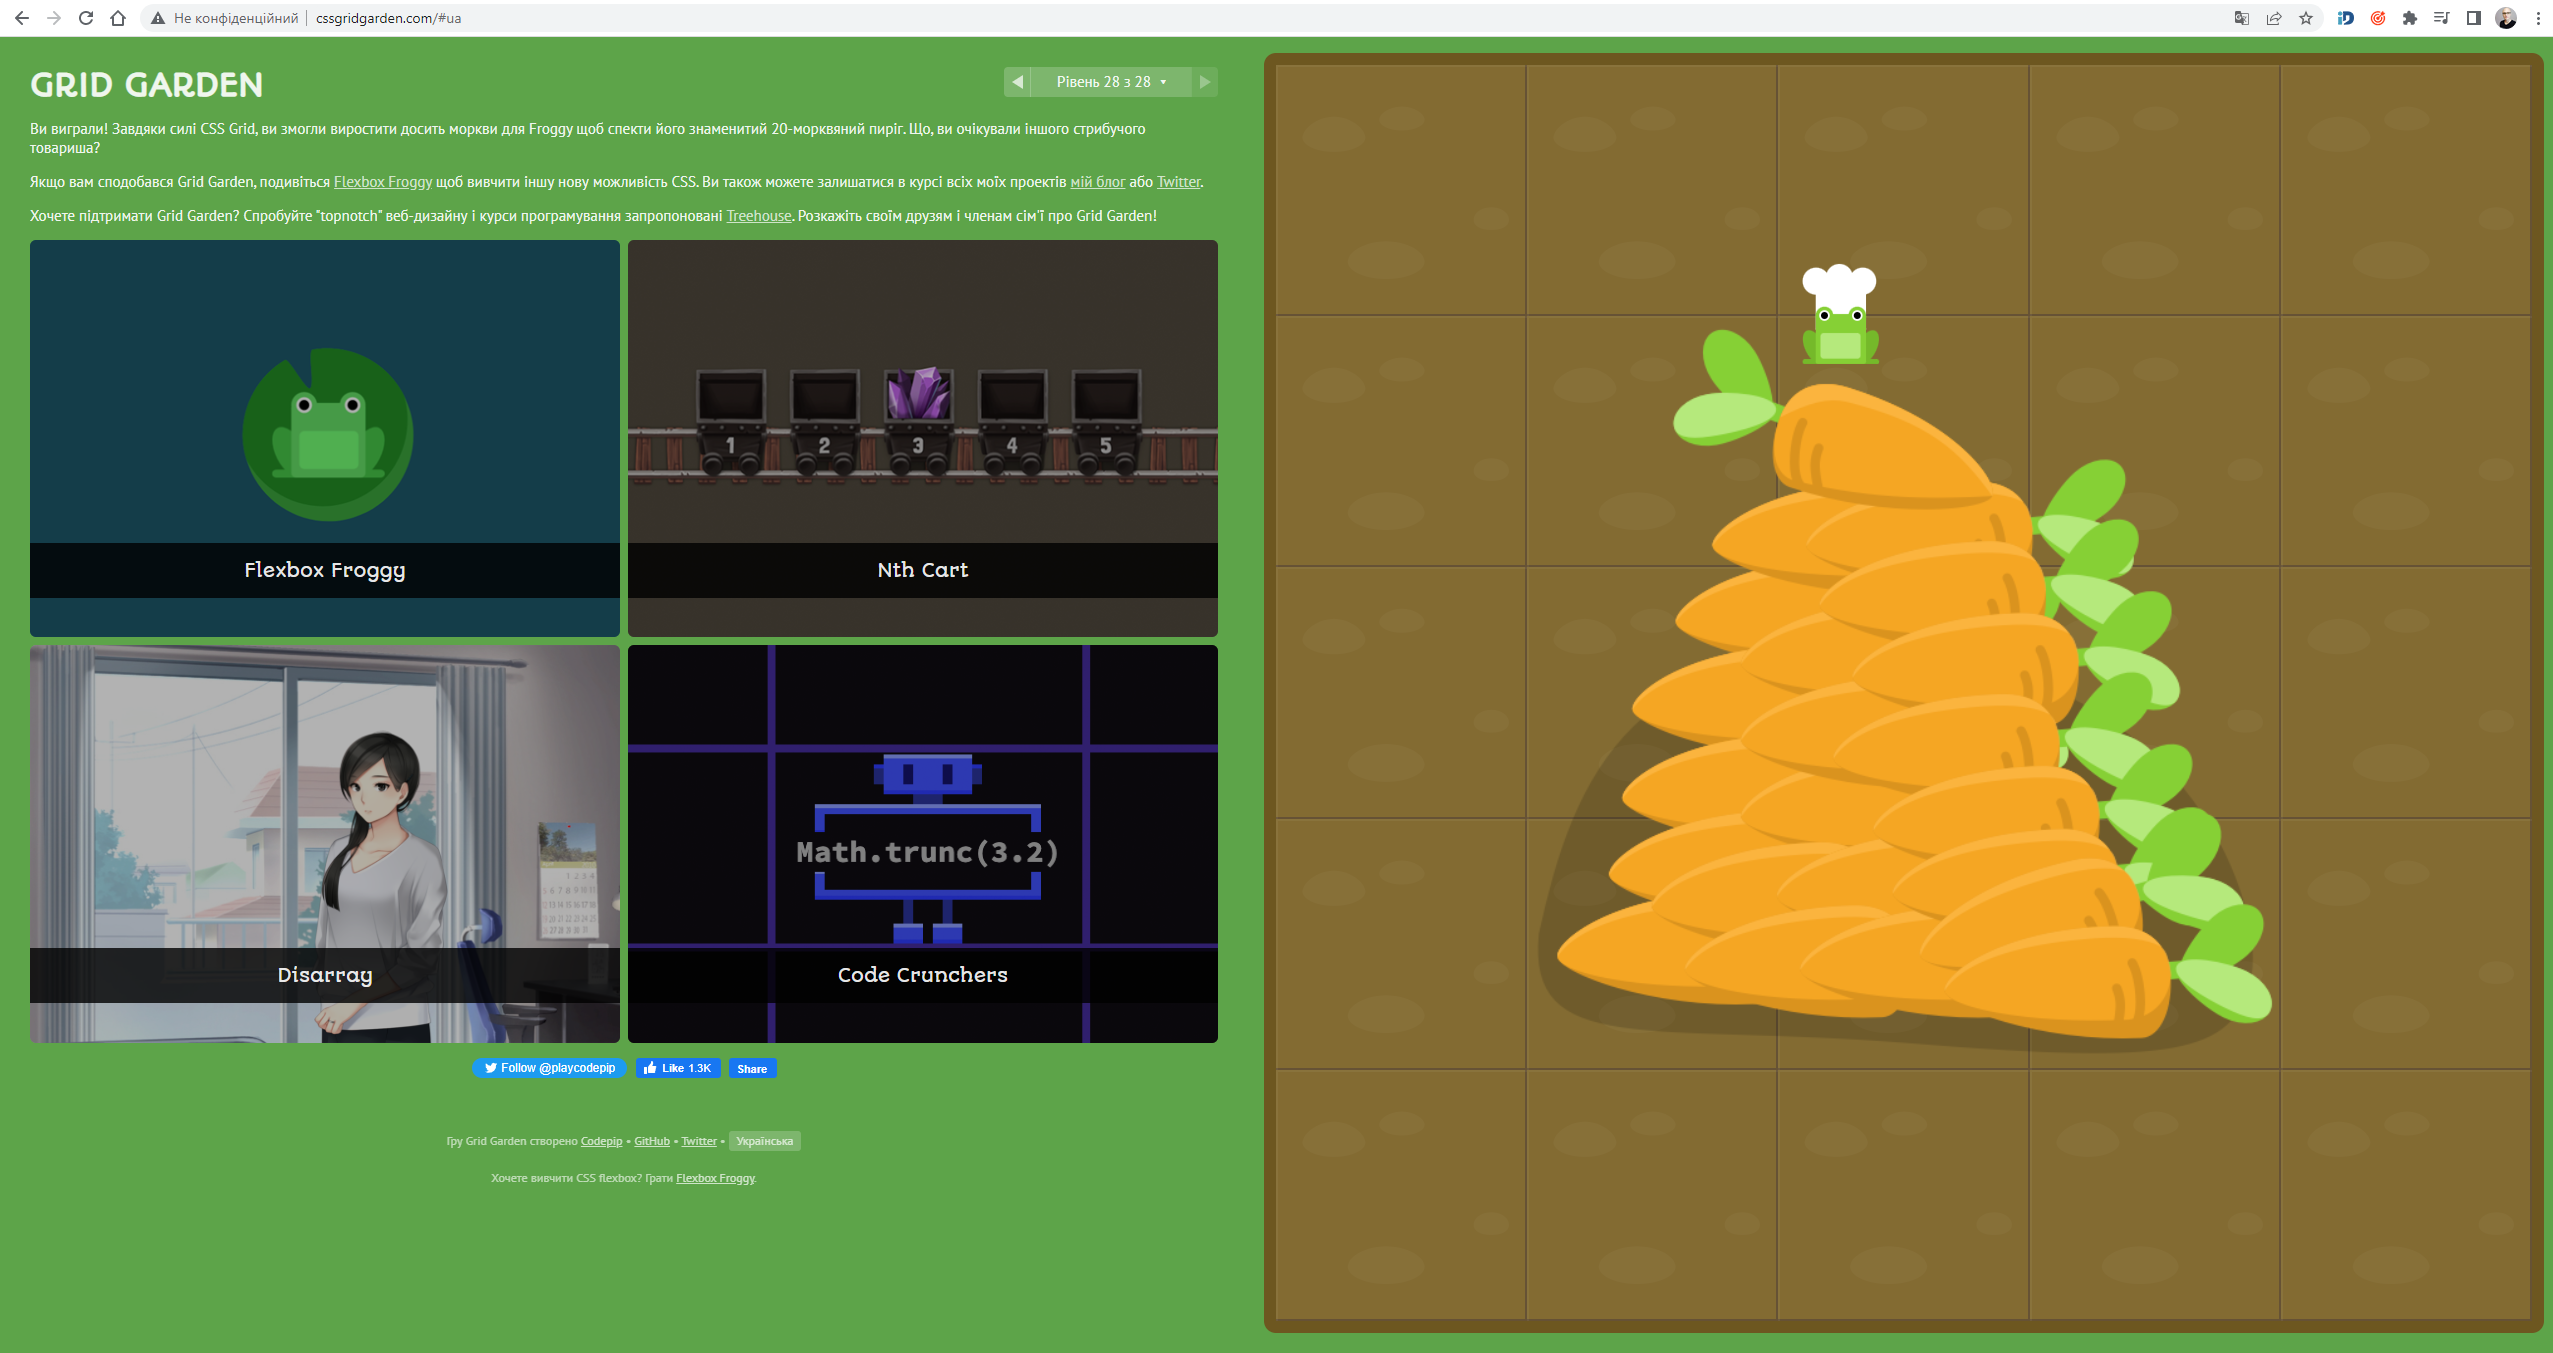 Не конфіденційний
cssgridgarden.com/#ua
GRID GARDEN
Рівень 28 з 28
Ви виграли! Завдяки силі CSS Grid, ви змогли виростити досить моркви для Froggy щоб спекти його знаменитий 20-морквяний пиріг. Що, ви очікували іншого стрибучого
товариша?
Якщо вам сподобався Grid Garden, подивіться Flexbox Froggy щоб вивчити іншу нову можливість CSS. Ви також можете залишатися в курсі всіх моїх проектів мій блог або Twitter.
Хочете підтримати Grid Garden? Спробуйте "topnotch" веб-дизайну і курси програмування запропоновані Treehouse. Розкажіть своїм друзям і членам сім'ї про Grid Garden!
Flexbox Froggy
1 2 3 4 5
Nth Cart
Disarray
Math.trunc(3.2)
Code Crunchers
Follow @playcodepip
Like 1.3K
Share
Гру Grid Garden створено Codepip • GitHub • Twitter • Українська
Хочете вивчити CSS flexbox? Грати Flexbox Froggy.